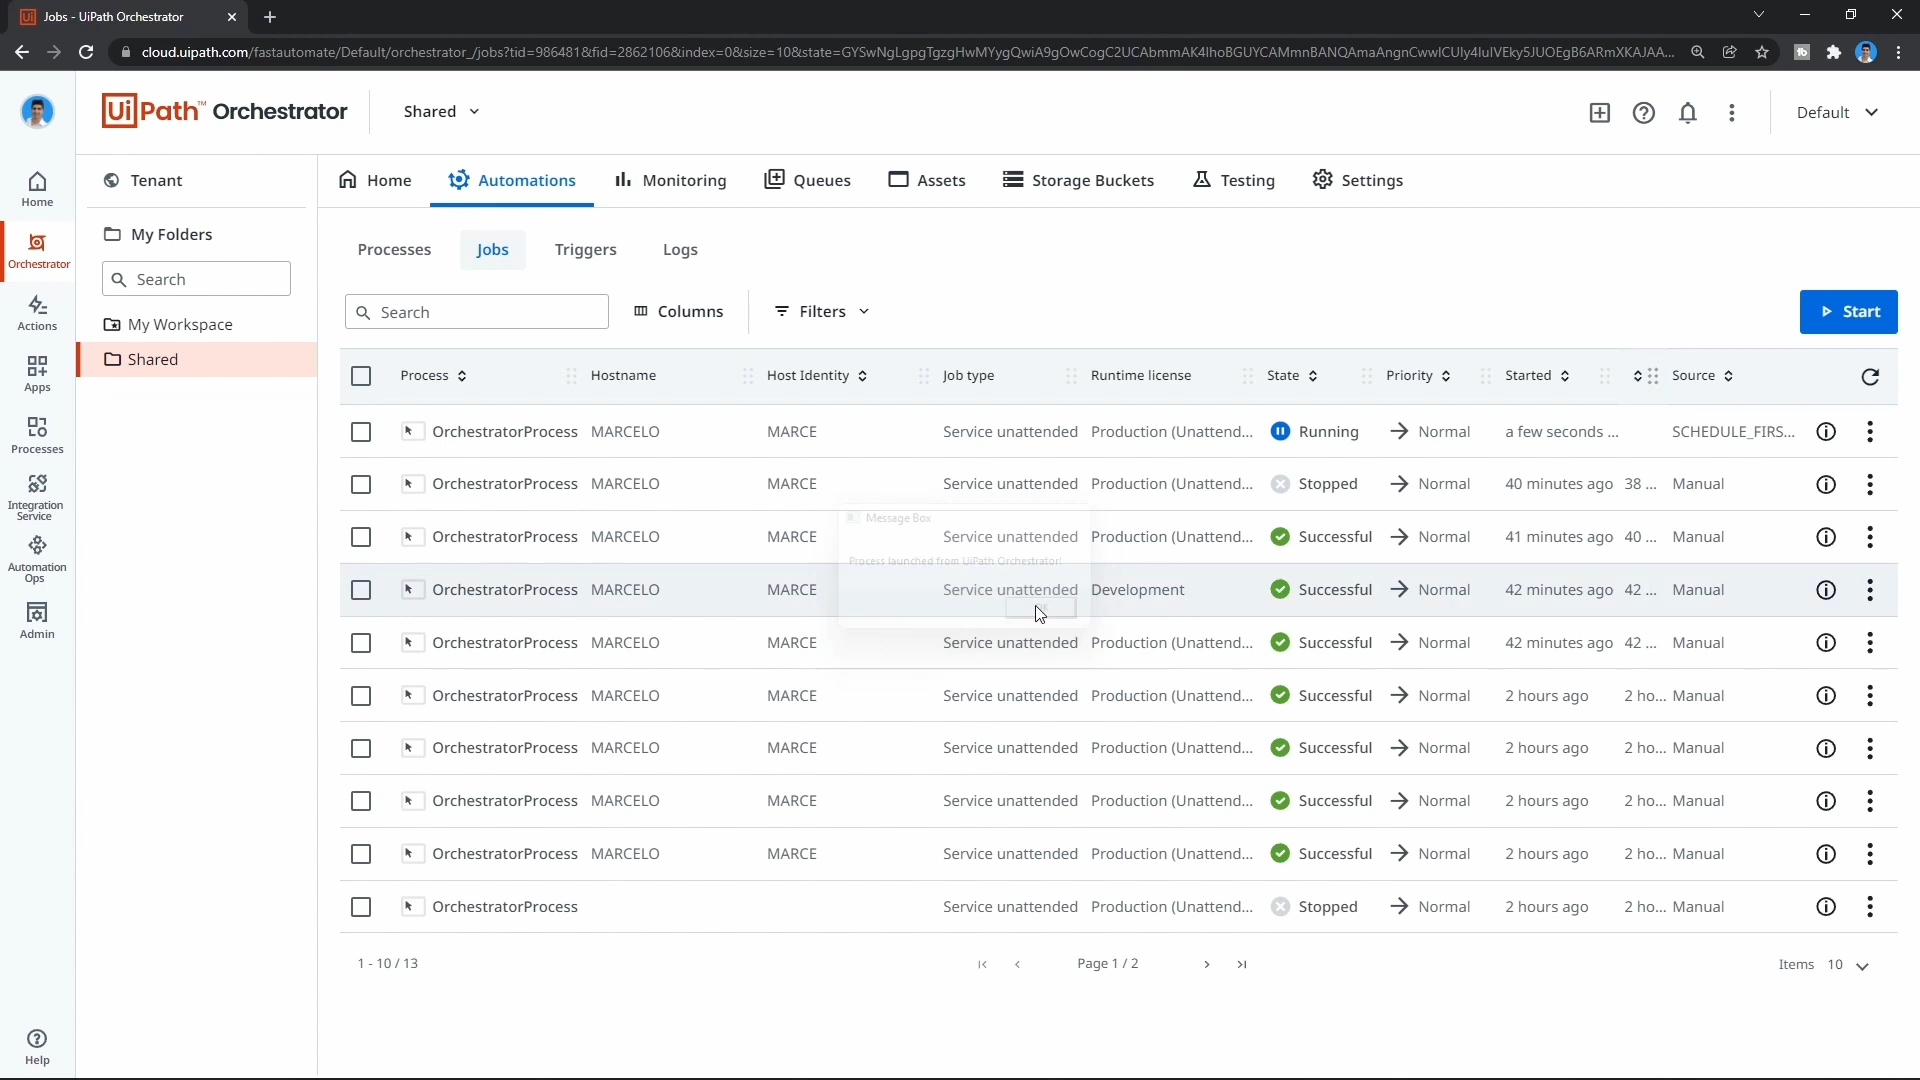 Jobs - UiPath Orchestrator
cloud.uipath.com/fastautomate/Default/orchestrator_/jobs?tid=986481&fid=2862106&index=0&size=10&state=
UiPath™ Orchestrator
Shared
Default
Home
Orchestrator
Actions
Apps
Processes
Integration
Service
Automation
Ops
Admin
Help
Tenant
My Folders
Search
My Workspace
Shared
Home Automations Monitoring Queues Assets Storage Buckets Testing Settings
Processes Jobs Triggers Logs
Search Columns Filters Start
Process Hostname Host Identity Job type Runtime license State Priority Started Source
OrchestratorProcess MARCELO MARCE Service unattended Production (Unattend... Running Normal a few seconds ... SCHEDULE_FIRS...
OrchestratorProcess MARCELO MARCE Service unattended Production (Unattend... Stopped Normal 40 minutes ago 38 ... Manual
Message Box
OrchestratorProcess MARCELO MARCE Service unattended Production (Unattend... Successful Normal 41 minutes ago 40 ... Manual
Process launched from UiPath Orchestrator!
OrchestratorProcess MARCELO MARCE Service unattended Development Successful Normal 42 minutes ago 42 ... Manual
OrchestratorProcess MARCELO MARCE Service unattended Production (Unattend... Successful Normal 42 minutes ago 42 ... Manual
OrchestratorProcess MARCELO MARCE Service unattended Production (Unattend... Successful Normal 2 hours ago 2 ho... Manual
OrchestratorProcess MARCELO MARCE Service unattended Production (Unattend... Successful Normal 2 hours ago 2 ho... Manual
OrchestratorProcess MARCELO MARCE Service unattended Production (Unattend... Successful Normal 2 hours ago 2 ho... Manual
OrchestratorProcess MARCELO MARCE Service unattended Production (Unattend... Successful Normal 2 hours ago 2 ho... Manual
OrchestratorProcess Service unattended Production (Unattend... Stopped Normal 2 hours ago 2 ho... Manual
1 - 10 / 13 Page 1 / 2 Items 10